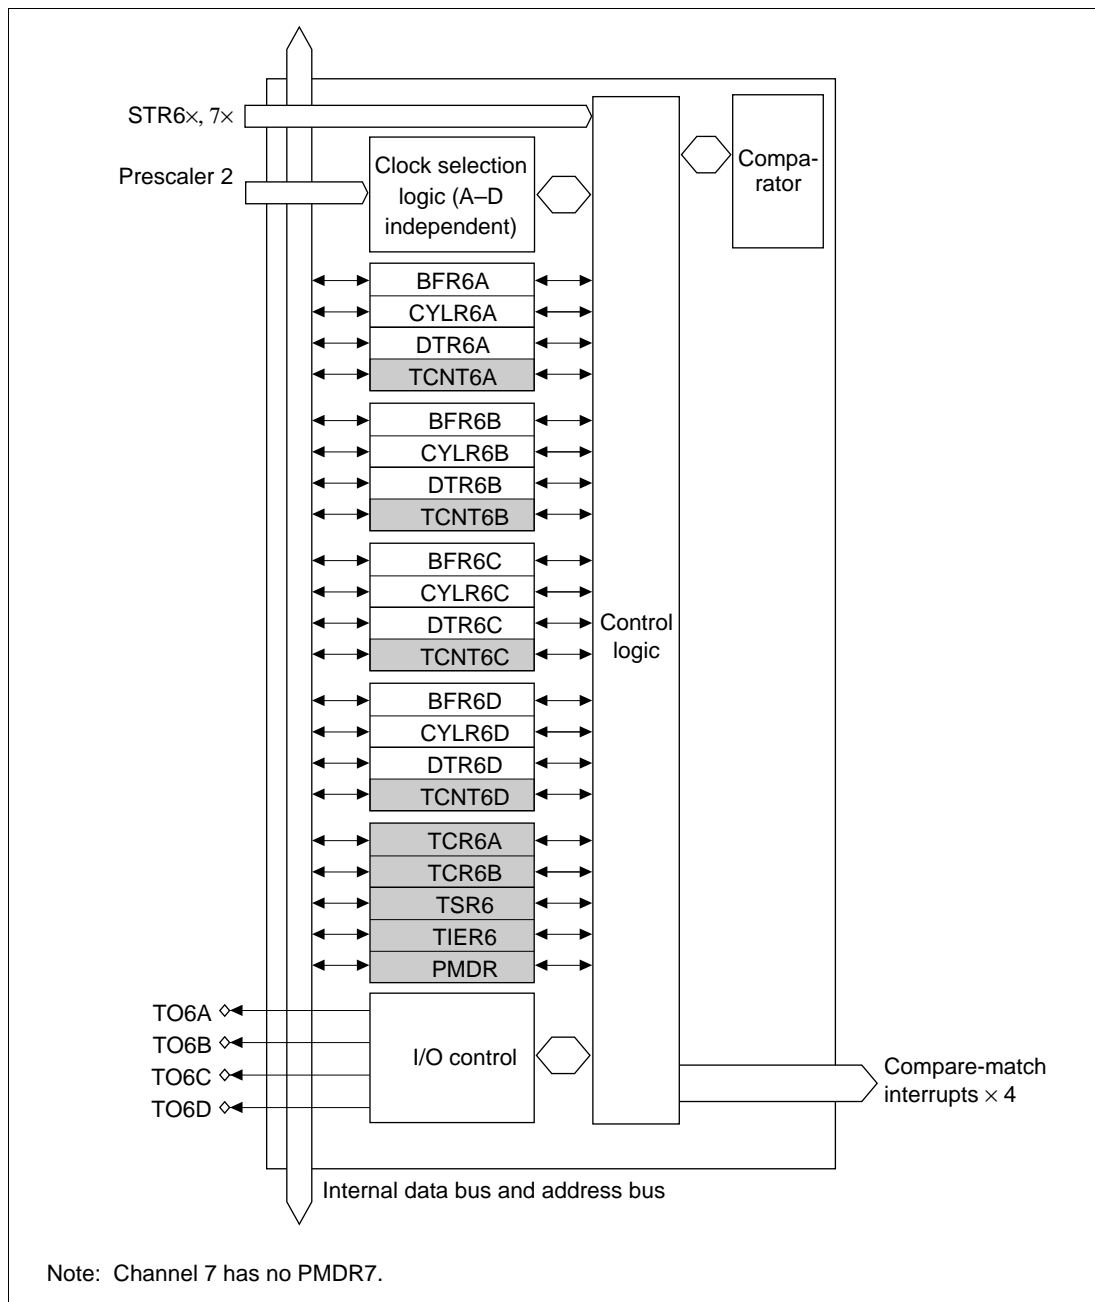 STR6×, 7×
Prescaler 2
Clock selection
logic (A–D
independent)
Compa-
rator
BFR6A
CYLR6A
DTR6A
TCNT6A
BFR6B
CYLR6B
DTR6B
TCNT6B
BFR6C
CYLR6C
DTR6C
TCNT6C
Control
logic
BFR6D
CYLR6D
DTR6D
TCNT6D
TCR6A
TCR6B
TSR6
TIER6
PMDR
TO6A
TO6B
TO6C
TO6D
I/O control
Compare-match
interrupts × 4
Internal data bus and address bus
Note: Channel 7 has no PMDR7.